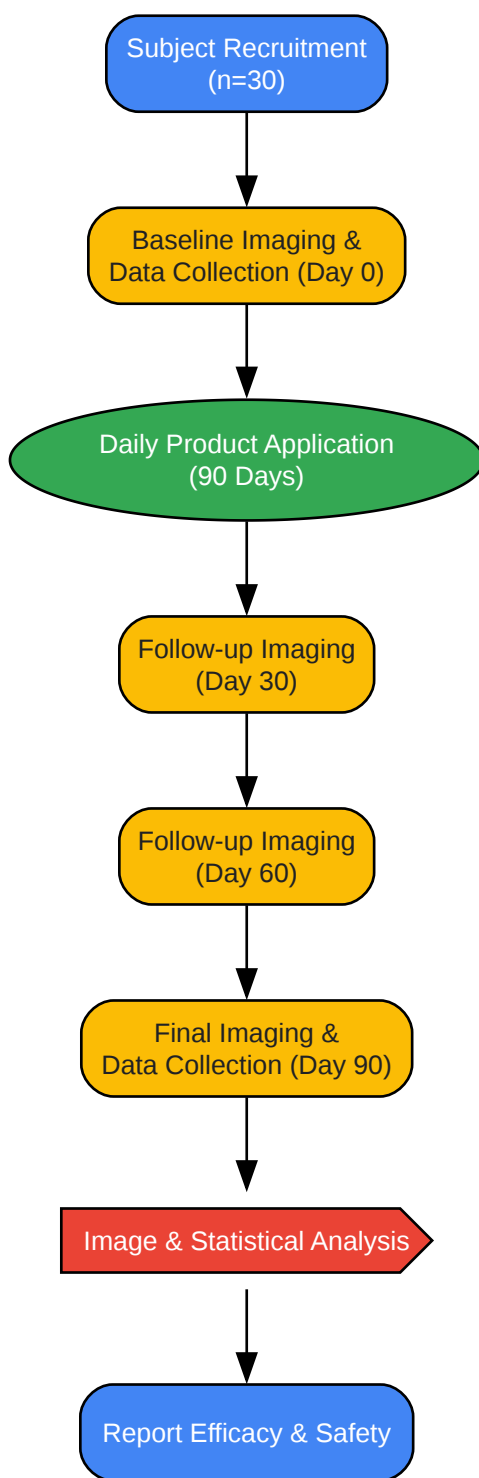 Subject Recruitment
(n=30)
Baseline Imaging &
Data Collection (Day 0)
Daily Product Application
(90 Days)
Follow-up Imaging
(Day 30)
Follow-up Imaging
(Day 60)
Final Imaging &
Data Collection (Day 90)
Image & Statistical Analysis
Report Efficacy & Safety